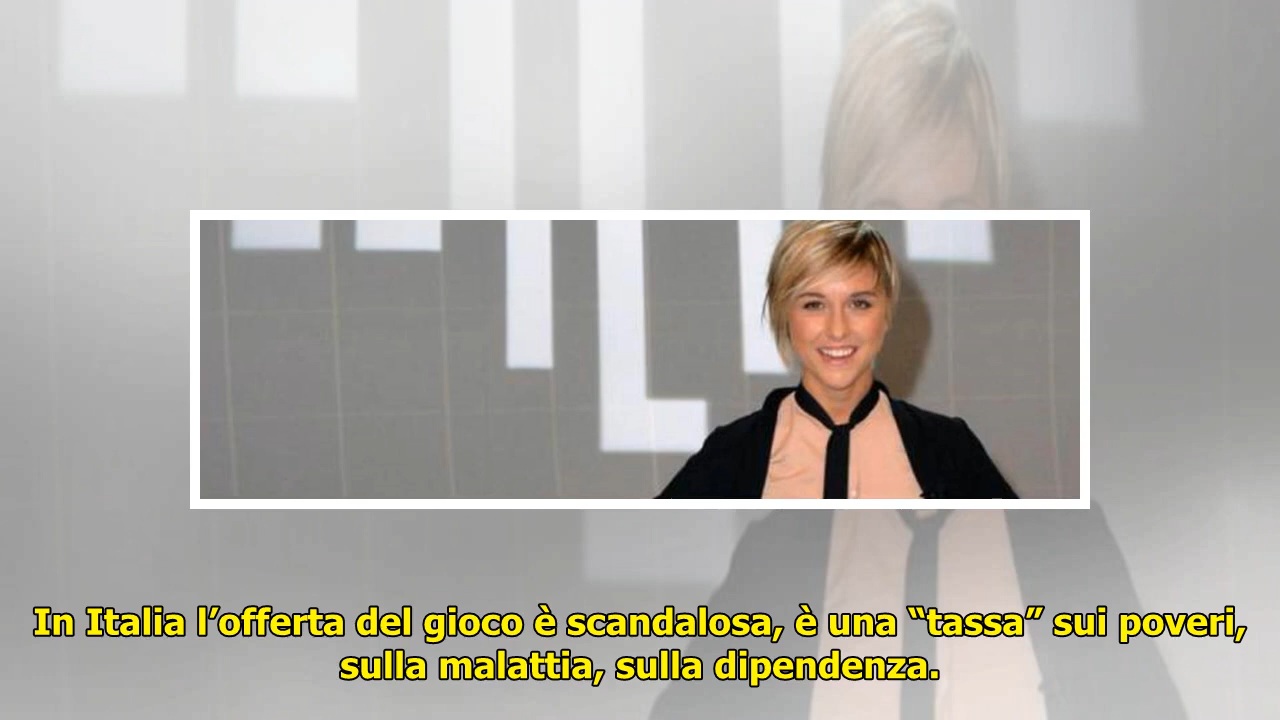 In Italia l’offerta del gioco è scandalosa, è una “tassa” sui poveri,
sulla malattia, sulla dipendenza.